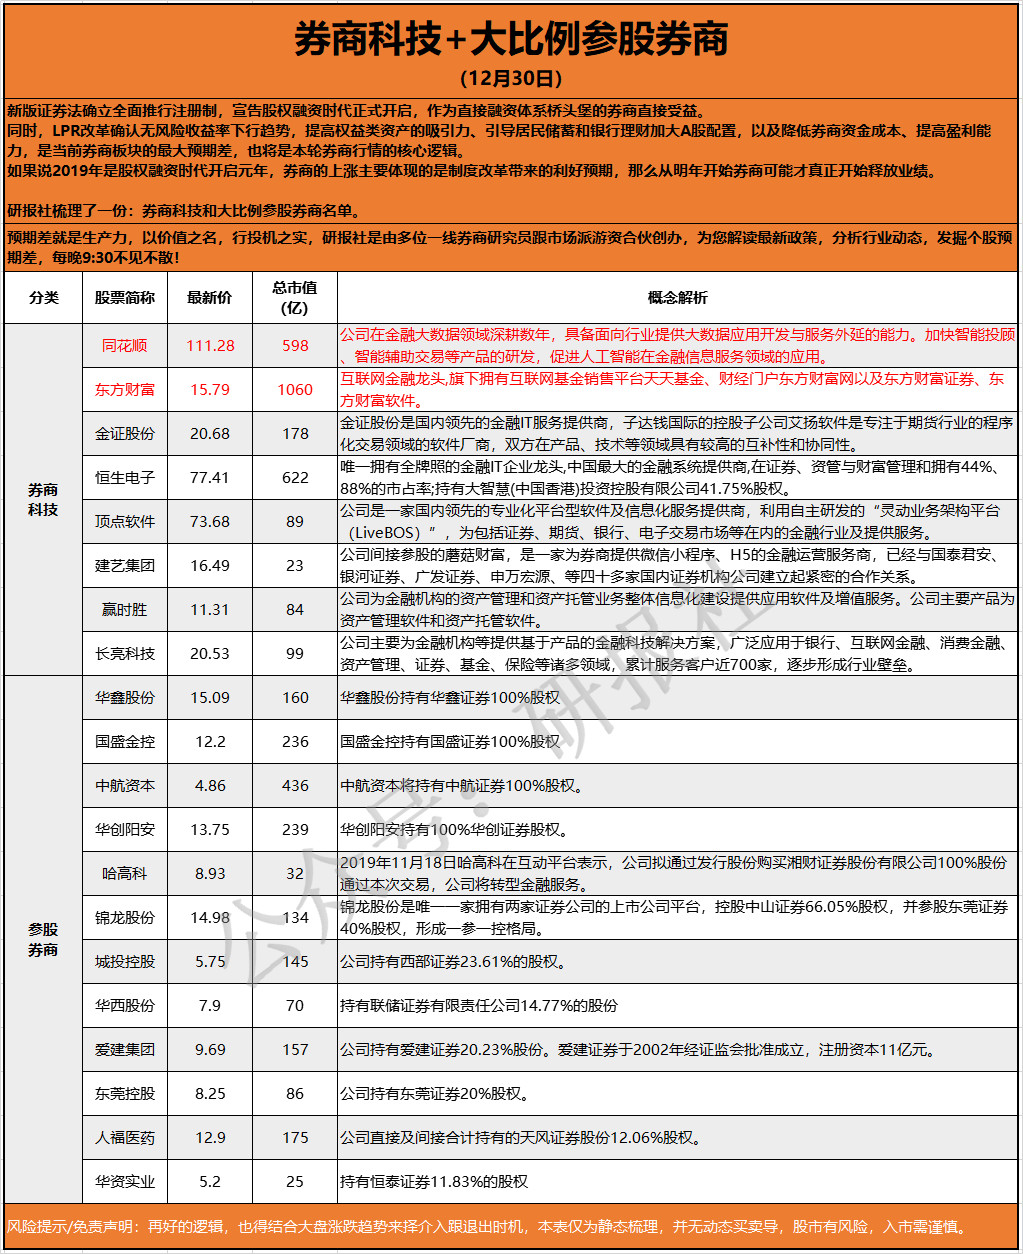 券商科技+大比例参股券商
（12月30日）
新版证券法确立全面推行注册制，宣告股权融资时代正式开启，作为直接融资体系桥头堡的券商直接受益。
同时，LPR改革确认无风险收益率下行趋势，提高权益类资产的吸引力、引导居民储蓄和银行理财加大A股配置，以及降低券商资金成本、提高盈利能
力，是当前券商板块的最大预期差，也将是本轮券商行情的核心逻辑。
如果说2019年是股权融资时代开启元年，券商的上涨主要体现的是制度改革带来的利好预期，那么从明年开始券商可能才真正开始释放业绩。
研报社梳理了一份：券商科技和大比例参股券商名单。
预期差就是生产力，以价值之名，行投机之实，研报社是由多位一线券商研究员跟市场派游资合伙创办，为您解读最新政策，分析行业动态，发掘个股预
期差，每晚9:30不见不散！
分类 股票简称 最新价 总市值（亿） 概念解析
券商科技
同花顺 111.28 598 公司在金融大数据领域深耕数年，具备面向行业提供大数据应用开发与服务外延的能力。加快智能投顾
、智能辅助交易等产品的研发，促进人工智能在金融信息服务领域的应用。
东方财富 15.79 1060 互联网金融龙头,旗下拥有互联网基金销售平台天天基金、财经门户东方财富网以及东方财富证券、东
方财富软件。
金证股份 20.68 178 金证股份是国内领先的金融IT服务提供商，子达钱国际的控股子公司艾扬软件是专注于期货行业的程序
化交易领域的软件厂商，双方在产品、技术等领域具有较高的互补性和协同性。
恒生电子 77.41 622 唯一拥有全牌照的金融IT企业龙头,中国最大的金融系统提供商,在证券、资管与财富管理和拥有44%、
88%的市占率;持有大智慧(中国香港)投资控股有限公司41.75%股权。
顶点软件 73.68 89 公司是一家国内领先的专业化平台型软件及信息化服务提供商，利用自主研发的“灵动业务架构平台
（LiveBOS）”，为包括证券、期货、银行、电子交易市场等在内的金融行业及提供服务。
建艺集团 16.49 23 公司间接参股的蘑菇财富，是一家为券商提供微信小程序、H5的金融运营服务商，已经与国泰君安、
银河证券、广发证券、申万宏源、等四十多家国内证券机构公司建立起紧密的合作关系。
赢时胜 11.31 84 公司为金融机构的资产管理和资产托管业务整体信息化建设提供应用软件及增值服务。公司主要产品为
资产管理软件和资产托管软件。
长亮科技 20.53 99 公司主要为金融机构等提供基于产品的金融科技解决方案，广泛应用于银行、互联网金融、消费金融、
资产管理、证券、基金、保险等诸多领域，累计服务客户近700家，逐步形成行业壁垒。
参股券商
华鑫股份 15.09 160 华鑫股份持有华鑫证券100%股权
国盛金控 12.2 236 国盛金控持有国盛证券100%股权
中航资本 4.86 436 中航资本将持有中航证券100%股权。
华创阳安 13.75 239 华创阳安持有100%华创证券股权。
哈高科 8.93 32 2019年11月18日哈高科在互动平台表示，公司拟通过发行股份购买湘财证券股份有限公司100%股份
通过本次交易，公司将转型金融服务。
锦龙股份 14.98 134 锦龙股份是唯一一家拥有两家证券公司的上市公司平台，控股中山证券66.05%股权，并参股东莞证券
40%股权，形成一参一控格局。
城投控股 5.75 145 公司持有西部证券23.61%的股权。
华西股份 7.9 70 持有联储证券有限责任公司14.77%的股份
爱建集团 9.69 157 公司持有爱建证券20.23%股份。爱建证券于2002年经证监会批准成立，注册资本11亿元。
东莞控股 8.25 86 公司持有东莞证券20%股权。
人福医药 12.9 175 公司直接及间接合计持有的天风证券股份12.06%股权。
华资实业 5.2 25 持有恒泰证券11.83%的股权
风险提示/免责声明：再好的逻辑，也得结合大盘涨跌趋势来择介入跟退出时机，本表仅为静态梳理，并无动态买卖导，股市有风险，入市需谨慎。
公众号：研报社